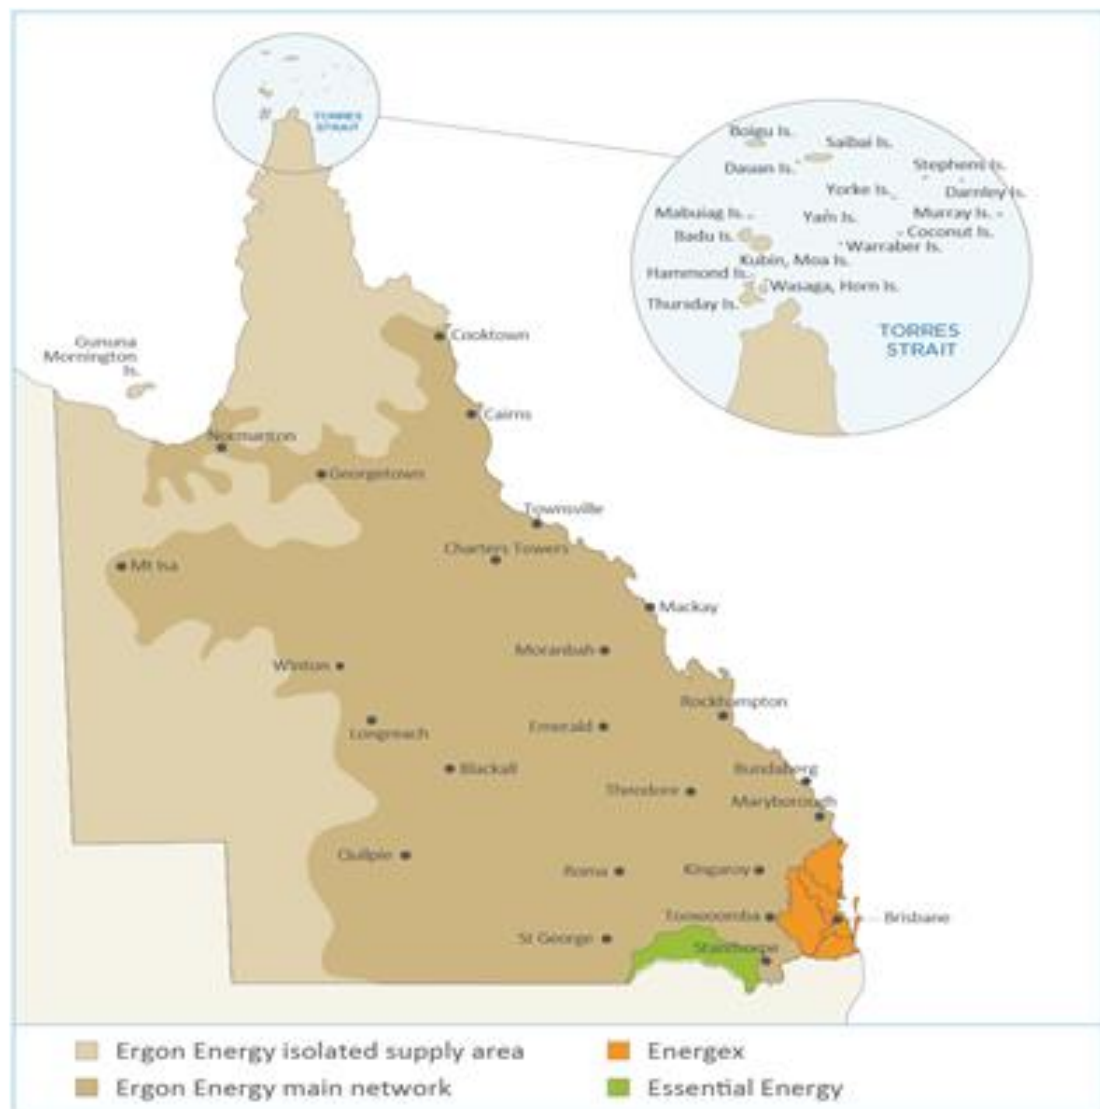 TORRES
STRAIT
Boigu Is.
Saibai Is.
Dauan Is.
Stephens Is.
Yorke Is.
Darnley Is.
Mabuiag Is.
Yam Is.
Murray Is.
Badu Is.
Coconut Is.
Warraber Is.
Kubin, Moa Is.
Hammond Is.
Wasaga, Horn Is.
Thursday Is.
TORRES
STRAIT
Gununa
Mornington
Is.
Cooktown
Cairns
Normanton
Georgetown
Townsville
Charters Towers
Mt Isa
Mackay
Moranbah
Winton
Rockhampton
Longreach
Emerald
Blackall
Bundaberg
Theodore
Maryborough
Quilpie
Roma
Kingaroy
Toowoomba
Brisbane
St George
Stanthorpe
Ergon Energy isolated supply area
Energex
Ergon Energy main network
Essential Energy